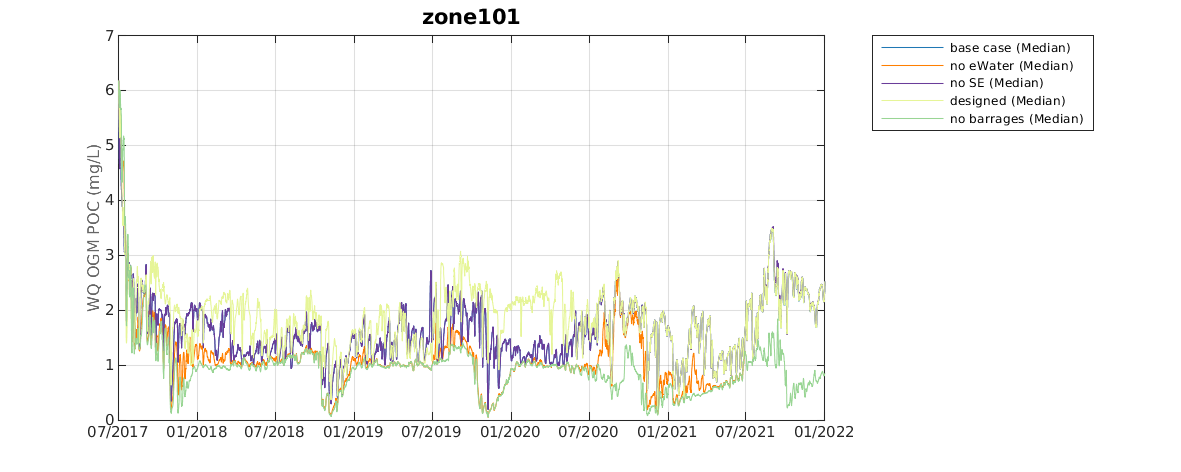 zone101
WQ OGM POC (mg/L)
7
6
5
4
3
2
1
0
07/2017 01/2018 07/2018 01/2019 07/2019 01/2020 07/2020 01/2021 07/2021 01/2022
base case (Median)
no eWater (Median)
no SE (Median)
designed (Median)
no barrages (Median)